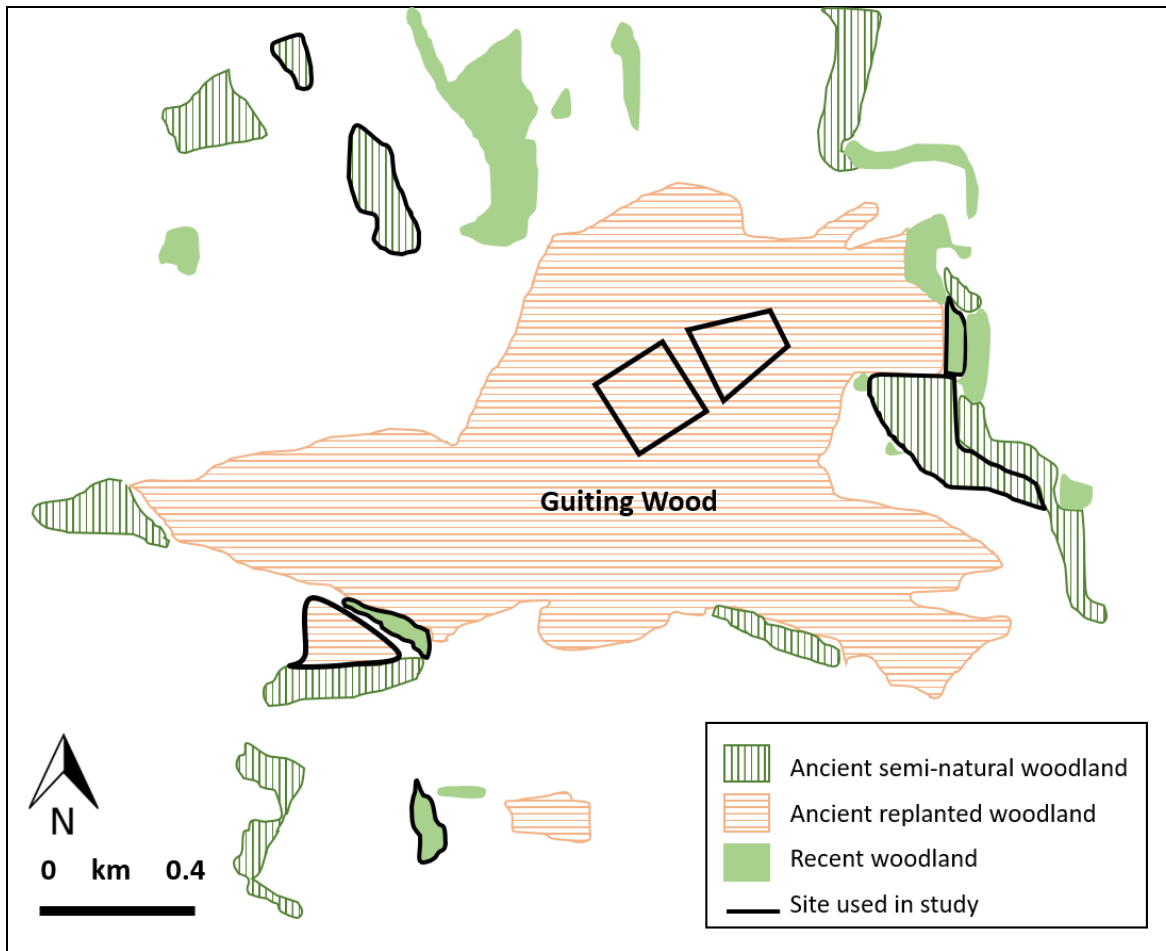 Guiting Wood
N
0 km 0.4
Ancient semi-natural woodland
Ancient replanted woodland
Recent woodland
Site used in study